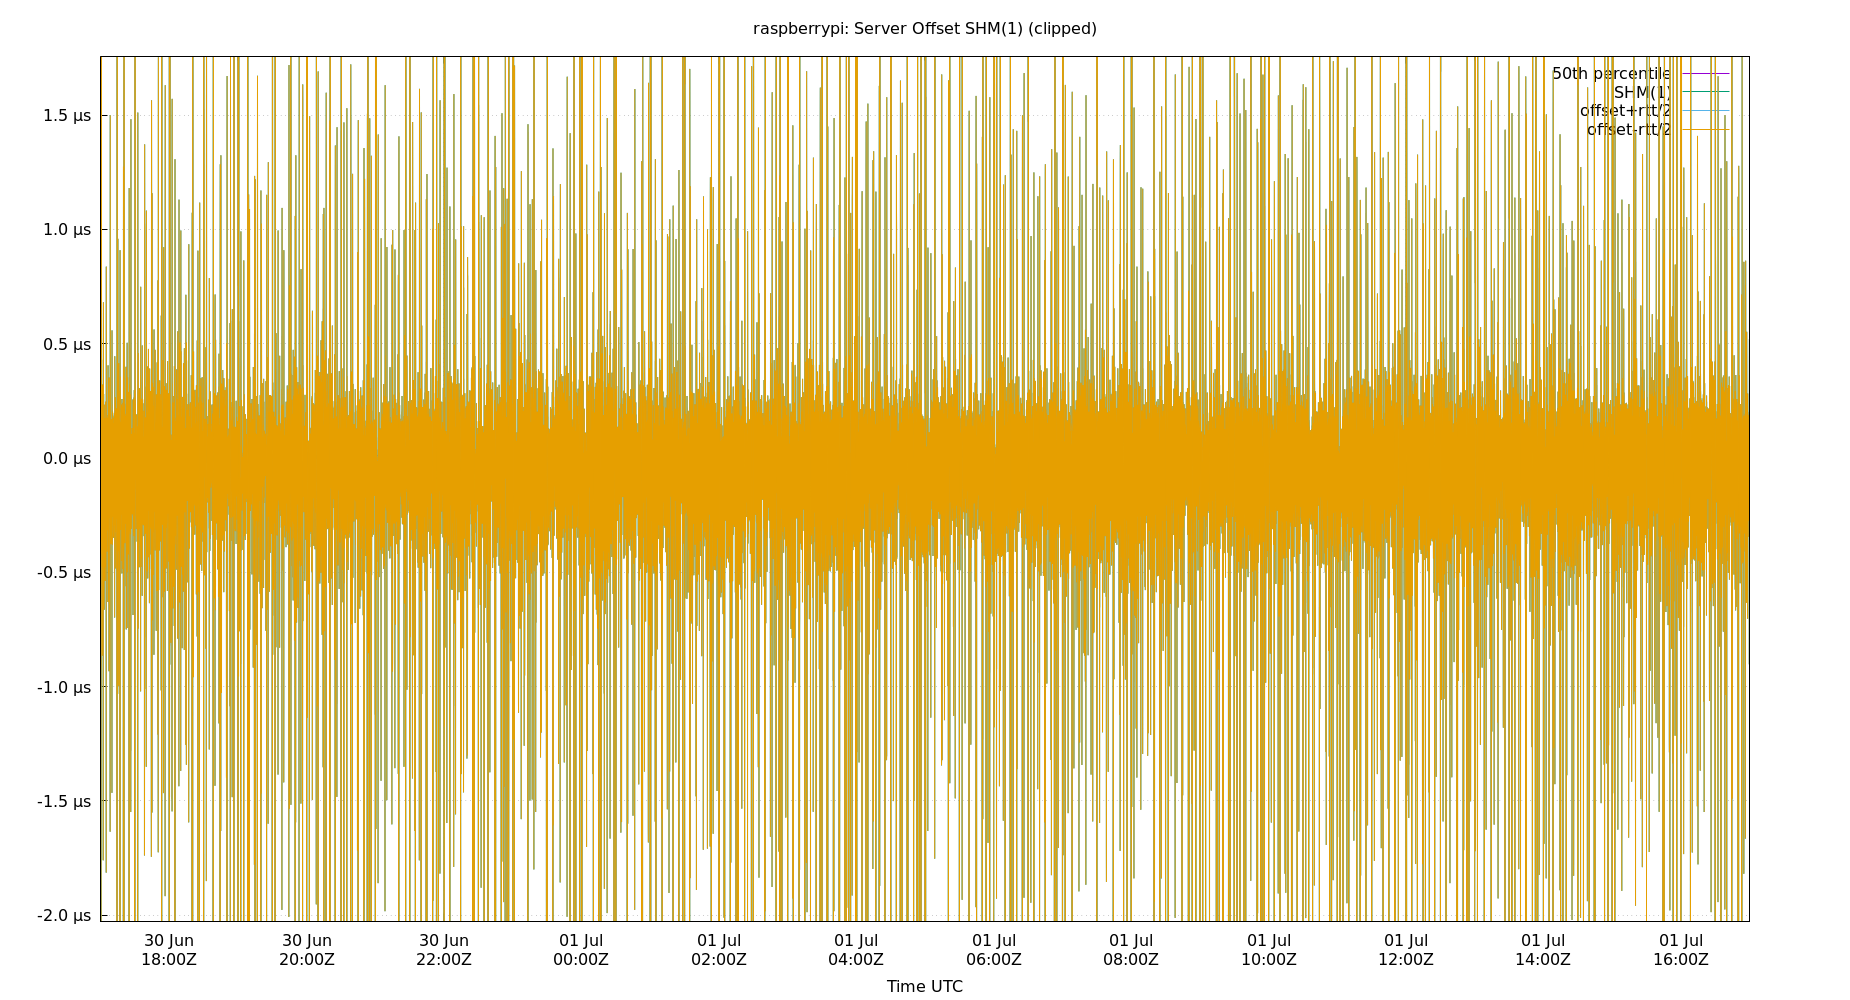 raspberrypi: Server Offset SHM(1) (clipped)
50th percentile
SHM(1)
offset+rtt/2
offset-rtt/2
1.5 µs
1.0 µs
0.5 µs
0.0 µs
-0.5 µs
-1.0 µs
-1.5 µs
-2.0 µs
30 Jun 30 Jun 30 Jun 01 Jul 01 Jul 01 Jul 01 Jul 01 Jul 01 Jul 01 Jul 01 Jul 01 Jul
18:00Z 20:00Z 22:00Z 00:00Z 02:00Z 04:00Z 06:00Z 08:00Z 10:00Z 12:00Z 14:00Z 16:00Z
Time UTC